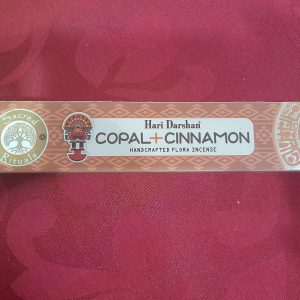 Sacred
Rituals
Hari Darshan
COPAL + CINNAMON
HANDCRAFTED FLORA INCENSE